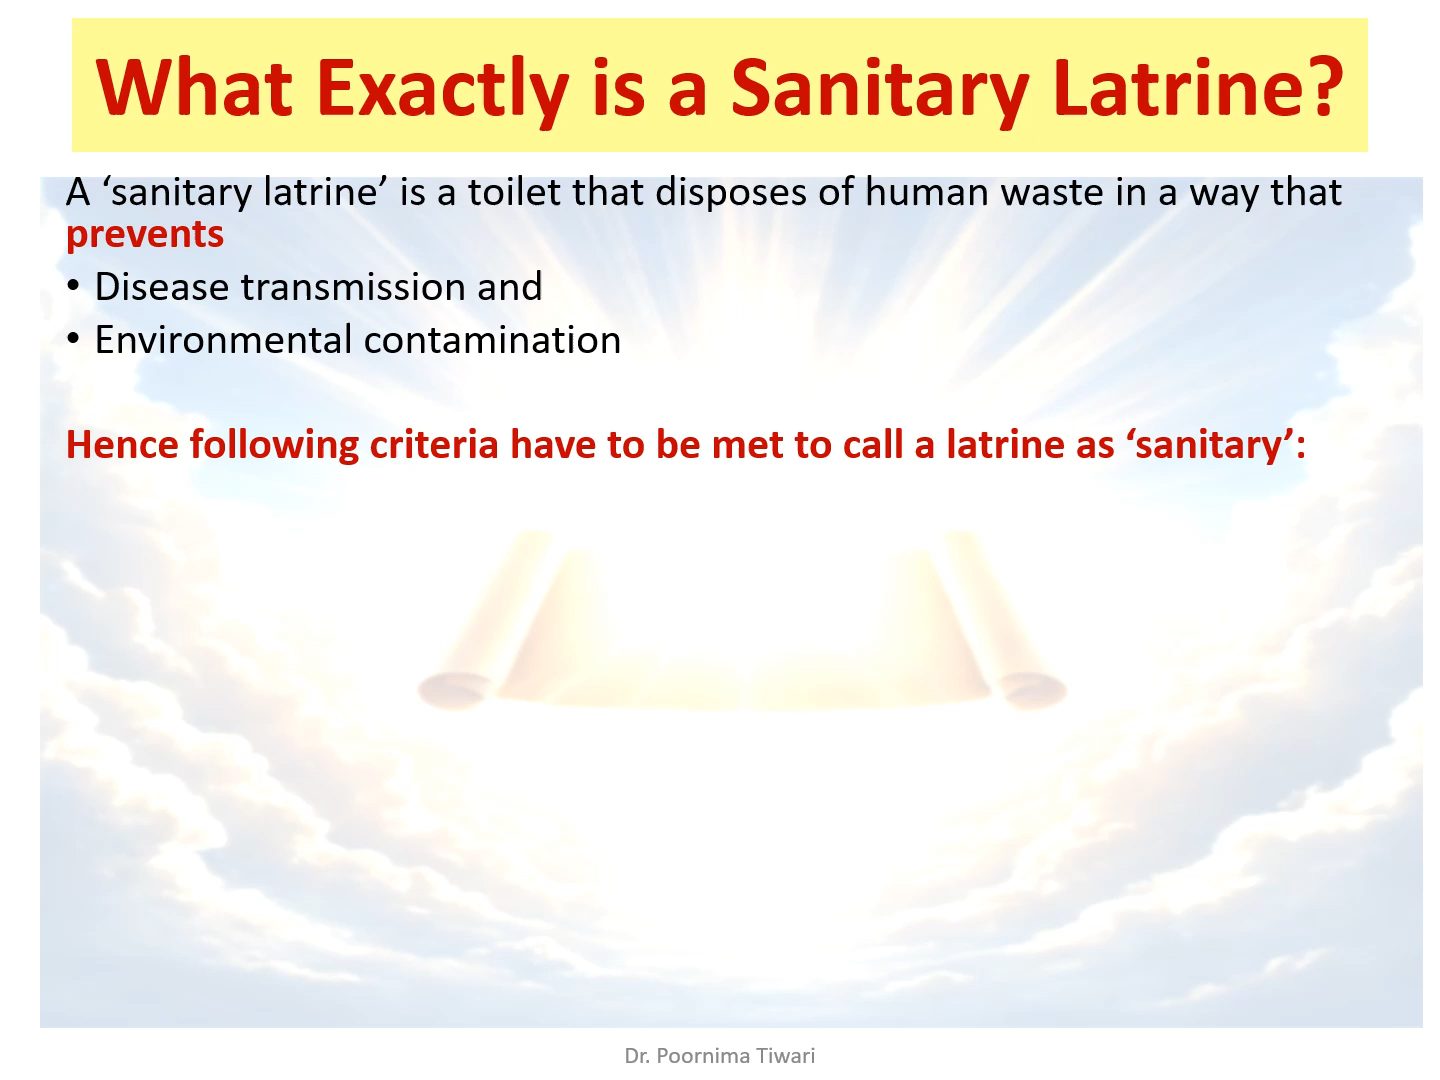 What Exactly is a Sanitary Latrine?
A ‘sanitary latrine’ is a toilet that disposes of human waste in a way that
prevents
• Disease transmission and
• Environmental contamination
Hence following criteria have to be met to call a latrine as ‘sanitary’:
Dr. Poornima Tiwari